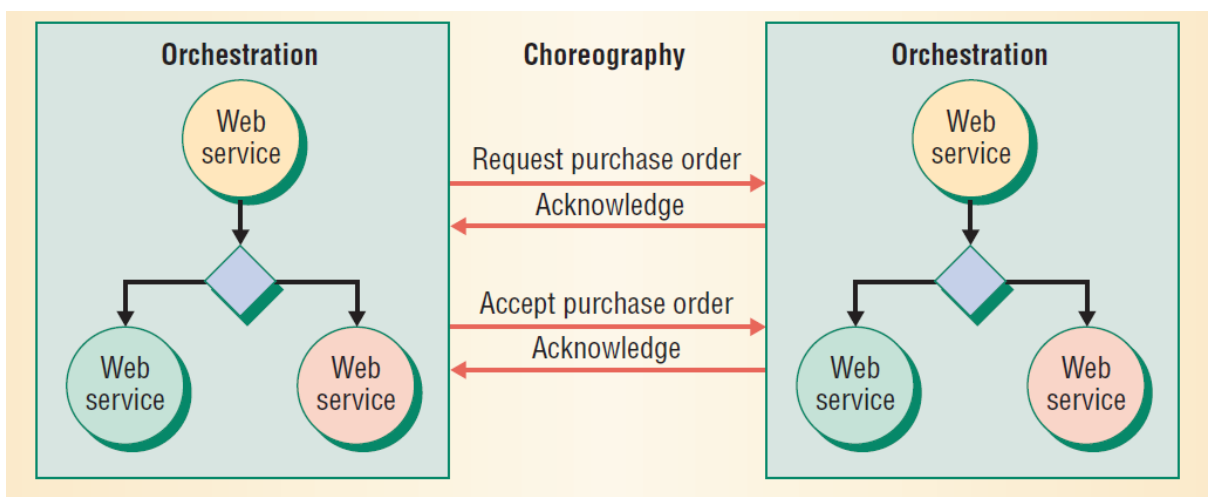 Orchestration
Web
service
Web
service
Web
service
Choreography
Request purchase order
Acknowledge
Accept purchase order
Acknowledge
Orchestration
Web
service
Web
service
Web
service